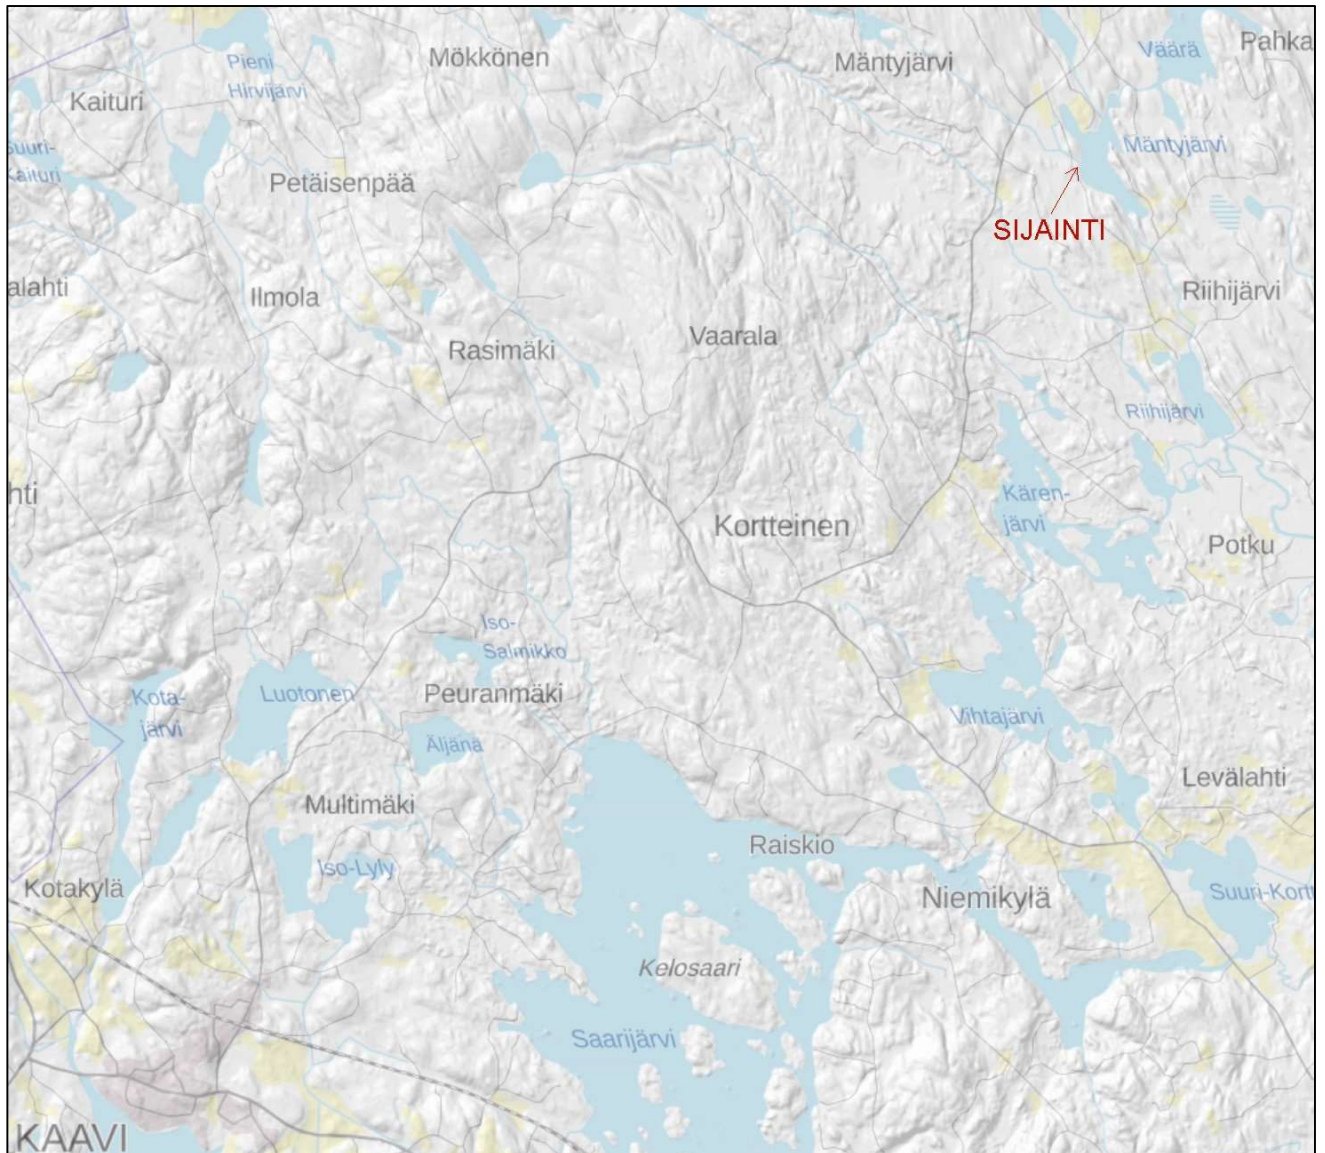 Mökkönen
Mäntyjärvi
Väärä
Pahka
Pieni
Hirvijärvi
Kaituri
Suuri-
Kaituri
Mäntyjärvi
Petäisenpää
SIJAINTI
alahti
Ilmola
Riihijärvi
Vaarala
Rasimäki
Riihijärvi
hti
Kären-
järvi
Kortteinen
Potku
Iso-
Salmikko
Kota-
järvi
Luotonen
Peuranmäki
Vihtajärvi
Äljänä
Levälahti
Multimäki
Raiskio
Iso-Lyly
Kotakylä
Niemikylä
Suuri-Kortt
Kelosaari
Saarijärvi
KAAVI